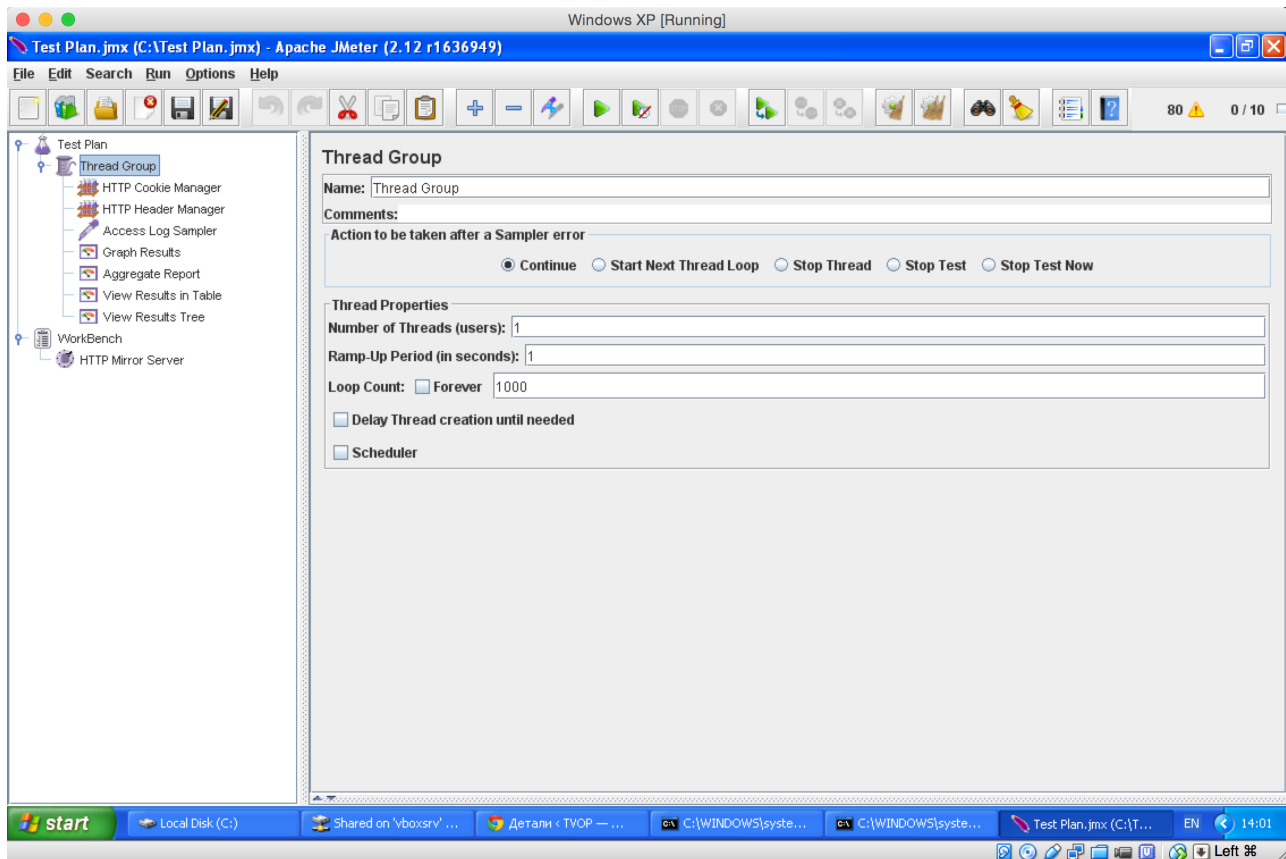 Windows XP [Running]
Test Plan.jmx (C:\Test Plan.jmx) - Apache JMeter (2.12 r1636949)
File Edit Search Run Options Help
80 0 / 10
Test Plan
Thread Group
HTTP Cookie Manager
HTTP Header Manager
Access Log Sampler
Graph Results
Aggregate Report
View Results in Table
View Results Tree
WorkBench
HTTP Mirror Server
Thread Group
Name: Thread Group
Comments:
Action to be taken after a Sampler error
Continue Start Next Thread Loop Stop Thread Stop Test Stop Test Now
Thread Properties
Number of Threads (users): 1
Ramp-Up Period (in seconds): 1
Loop Count: Forever 1000
Delay Thread creation until needed
Scheduler
start Local Disk (C:) Shared on 'vboxsrv' ... Детали < TVOP — ... C:\WINDOWS\syste... C:\WINDOWS\syste... Test Plan.jmx (C:\T... EN 14:01
Left ⌘